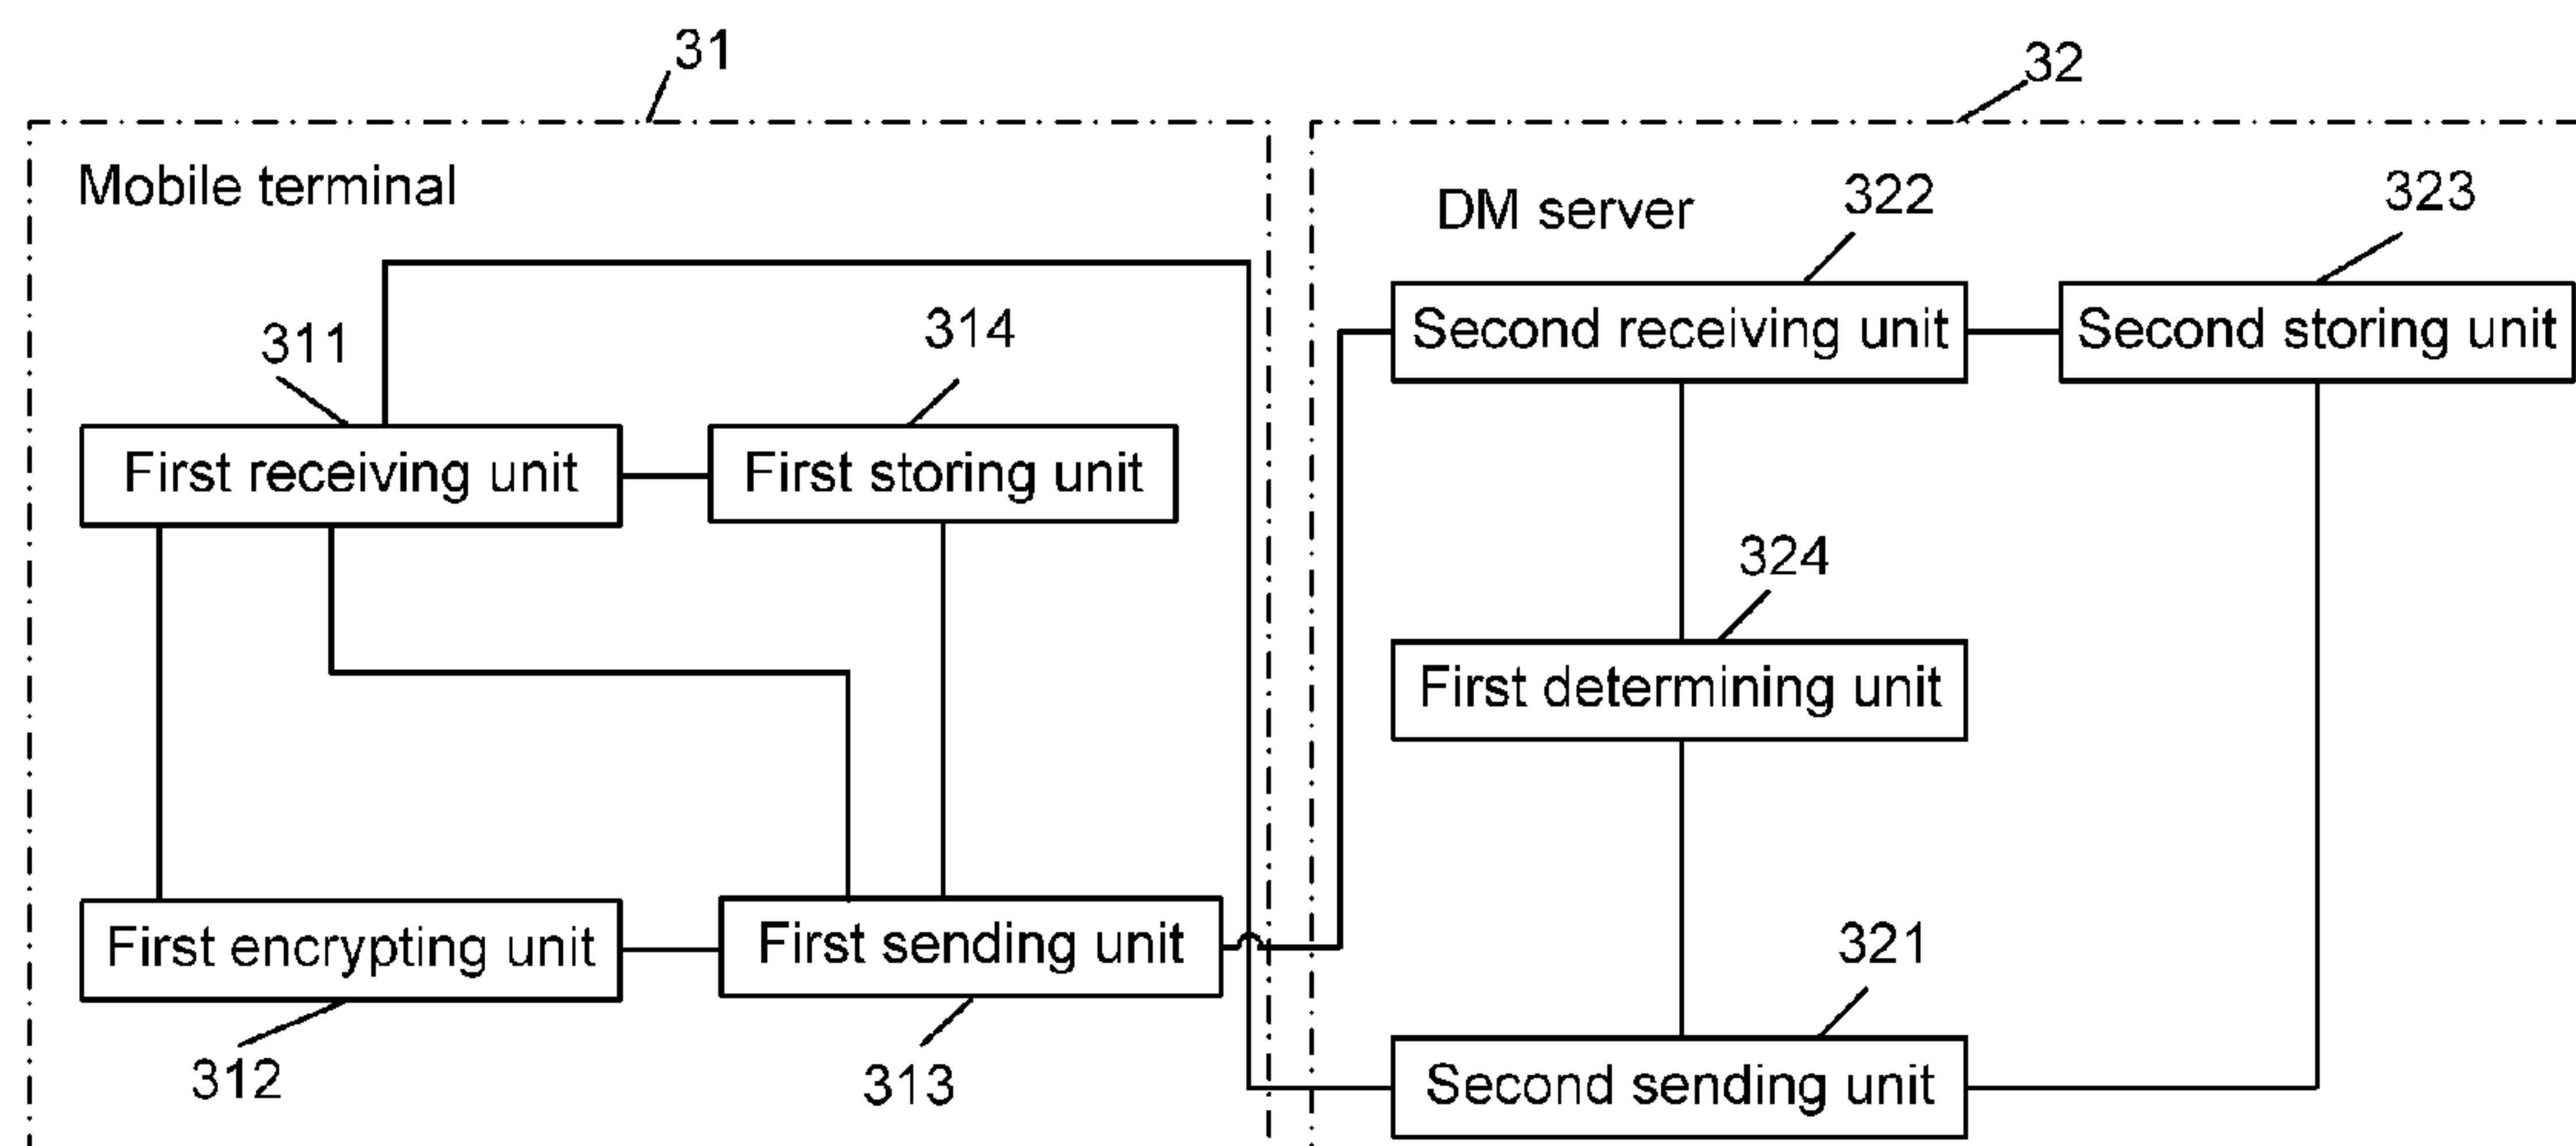 31
32
Mobile terminal
DM server
322
323
311
314
Second receiving unit
Second storing unit
First receiving unit
First storing unit
324
First determining unit
First encrypting unit
First sending unit
321
312
313
Second sending unit